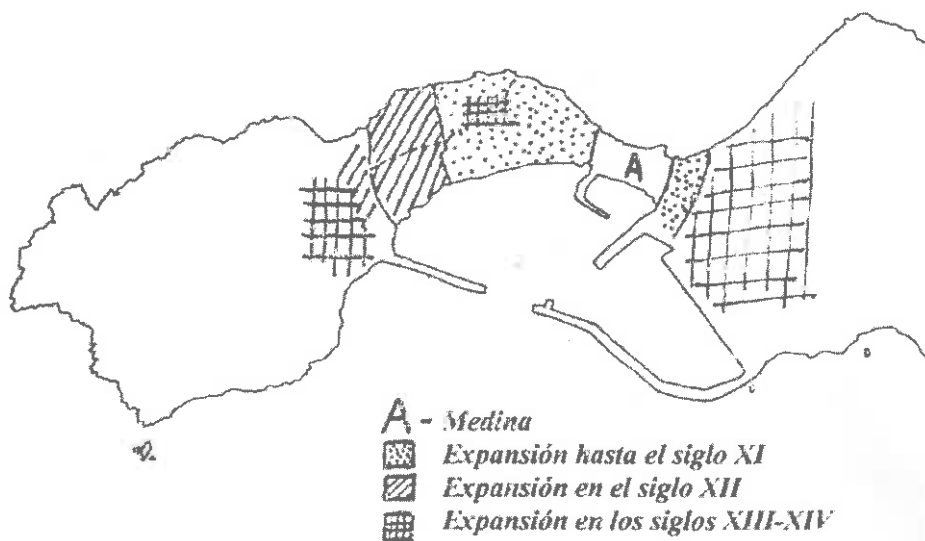 A
A - Medina
Expansión hasta el siglo XI
Expansión en el siglo XII
Expansión en los siglos XIII-XIV